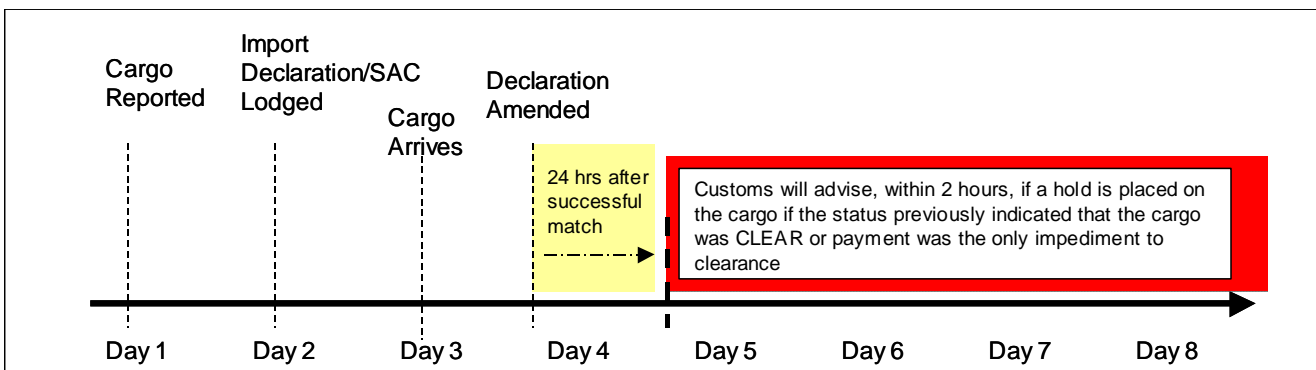 Cargo
Reported
Import
Declaration/SAC
Lodged
Cargo
Arrives
Declaration
Amended
24 hrs after
successful
match
Customs will advise, within 2 hours, if a hold is placed on
the cargo if the status previously indicated that the cargo
was CLEAR or payment was the only impediment to
clearance
Day 1
Day 2
Day 3
Day 4
Day 5
Day 6
Day 7
Day 8